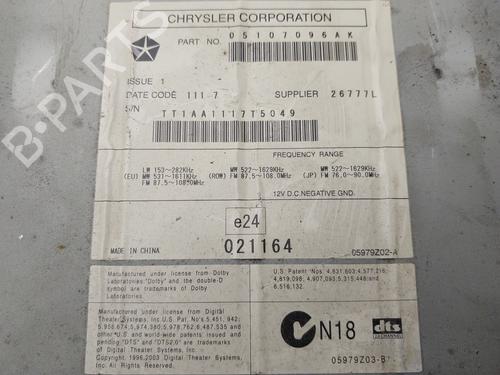 CHRYSLER CORPORATION
PART NO. 05107096AK
ISSUE 1
DATE CODE 111 7 SUPPLIER 26777L
S/N
TT1AA1117T5049
FREQUENCY RANGE
LW 153~282KHz MW 522~1629KHz MW 522~1629KHz
(EU) MW 531~1611KHz (ROW) FM 87.5~108.0MHz (JP) FM 76.0~90.0MHz
FM 87.5~108.0MHz
12V D.C.NEGATIVE GND.
e24
021164
MADE IN CHINA 05979Z02-A
Manufactured under license from Dolby
Laboratories. "Dolby" and the double-D
symbol are trademarks of Dolby
Laboratories.
U.S. Patent Nos. 4,631,603; 4,577,216;
4,819,098; 4,907,093; 5,315,448; and
6,516,132.
Manufactured under license from Digital
Theater Systems, Inc. U.S. Pat. No's. 5,451,942;
5,956,674; 5,974,380; 5,978,762; 6,487,535 and
other U.S. and world-wide patents issued and
pending. "DTS" and "DTS2.0" are trademarks
of Digital Theater Systems, Inc.
Copyright 1996,2003 Digital Theater Systems,
Inc. All Rights Reserved.
N18
dts
2.0CHANNEL
05979Z03-B
B-PARTS